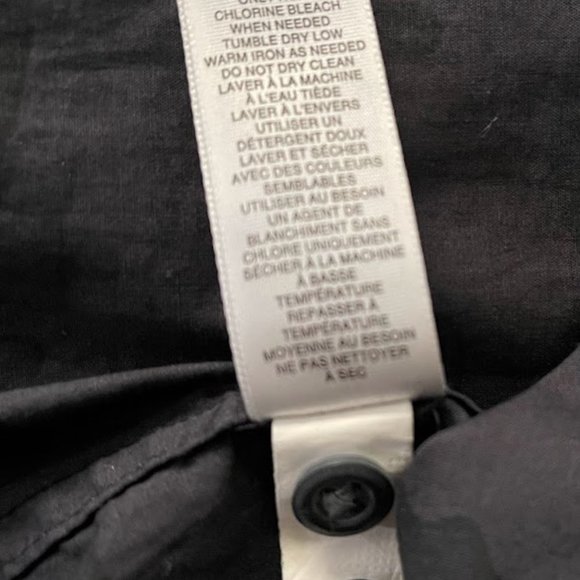 ONLY
CHLORINE BLEACH
WHEN NEEDED
TUMBLE DRY LOW
WARM IRON AS NEEDED
DO NOT DRY CLEAN
LAVER À LA MACHINE
À L'EAU TIÈDE
LAVER À L'ENVERS
UTILISER UN
DÉTERGENT DOUX
LAVER ET SÉCHER
AVEC DES COULEURS
SEMBLABLES
UTILISER AU BESOIN
UN AGENT DE
BLANCHIMENT SANS
CHLORE UNIQUEMENT
SÉCHER À LA MACHINE
À BASSE
TEMPÉRATURE
REPASSER À
TEMPÉRATURE
MOYENNE AU BESOIN
NE PAS NETTOYER
À SEC